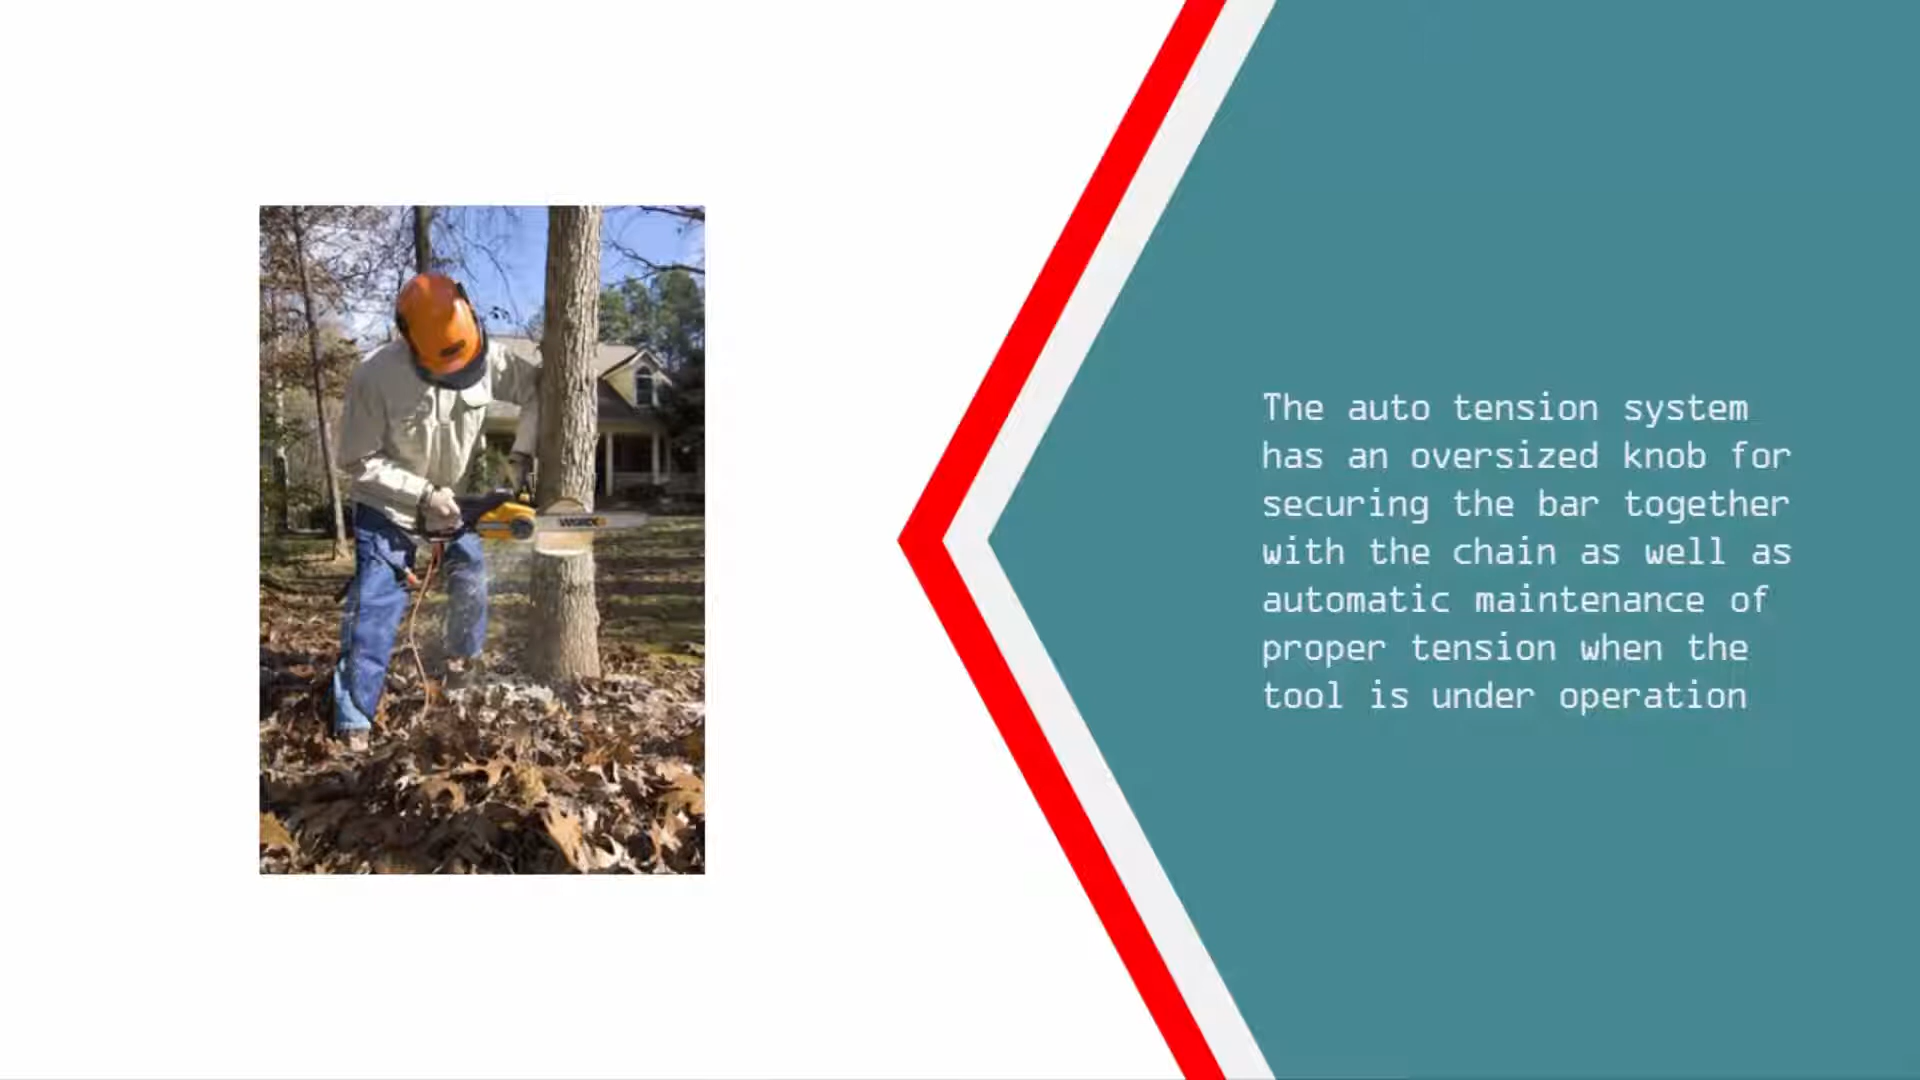 WORX
The auto tension system
has an oversized knob for
securing the bar together
with the chain as well as
automatic maintenance of
proper tension when the
tool is under operation